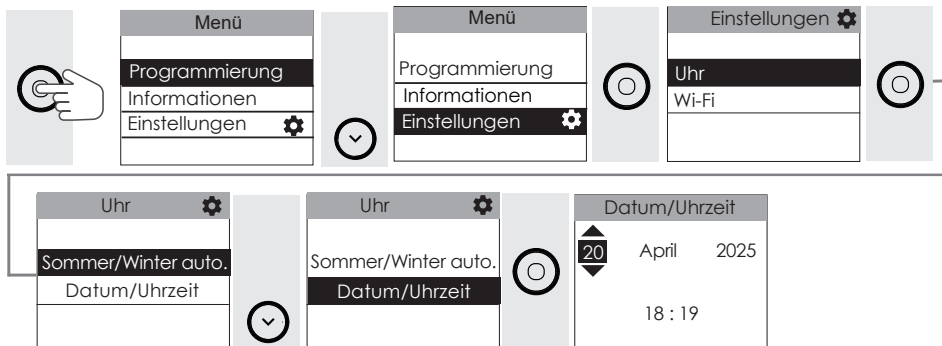 Menü
Programmierung
Informationen
Einstellungen
Menü
Programmierung
Informationen
Einstellungen
Einstellungen
Uhr
Wi-Fi
Uhr
Sommer/Winter auto.
Datum/Uhrzeit
Uhr
Sommer/Winter auto.
Datum/Uhrzeit
Datum/Uhrzeit
20 April 2025
18 : 19